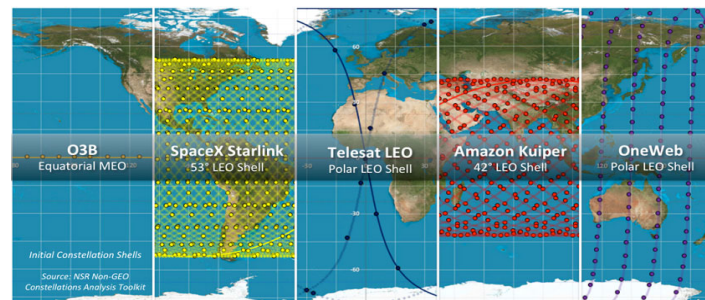 O3B
Equatorial MEO
SpaceX Starlink
53° LEO Shell
Telesat LEO
Polar LEO Shell
Amazon Kuiper
42° LEO Shell
OneWeb
Polar LEO Shell
Initial Constellation Shells
Source: NSR Non-GEO
Constellations Analysis Toolkit
60
-30
-60